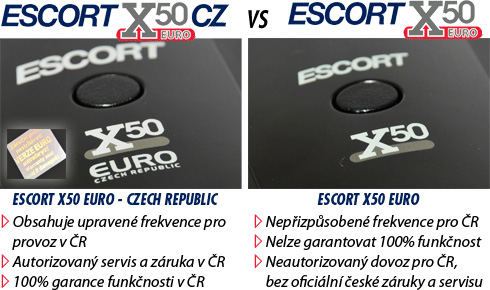 ESCORT X50 CZ
EURO
VS
ESCORT X50
EURO
ESCORT
X50
EURO
CZECH REPUBLIC
ERZE EURO
ESCORT
X50
ESCORT X50 EURO - CZECH REPUBLIC
Obsahuje upravené frekvence pro
provoz v ČR
Autorizovaný servis a záruka v ČR
100% garance funkčnosti v ČR
ESCORT X50 EURO
Nepřizpůsobené frekvence pro ČR
Nelze garantovat 100% funkčnost
Neautorizovaný dovoz pro ČR,
bez oficiální české záruky a servisu